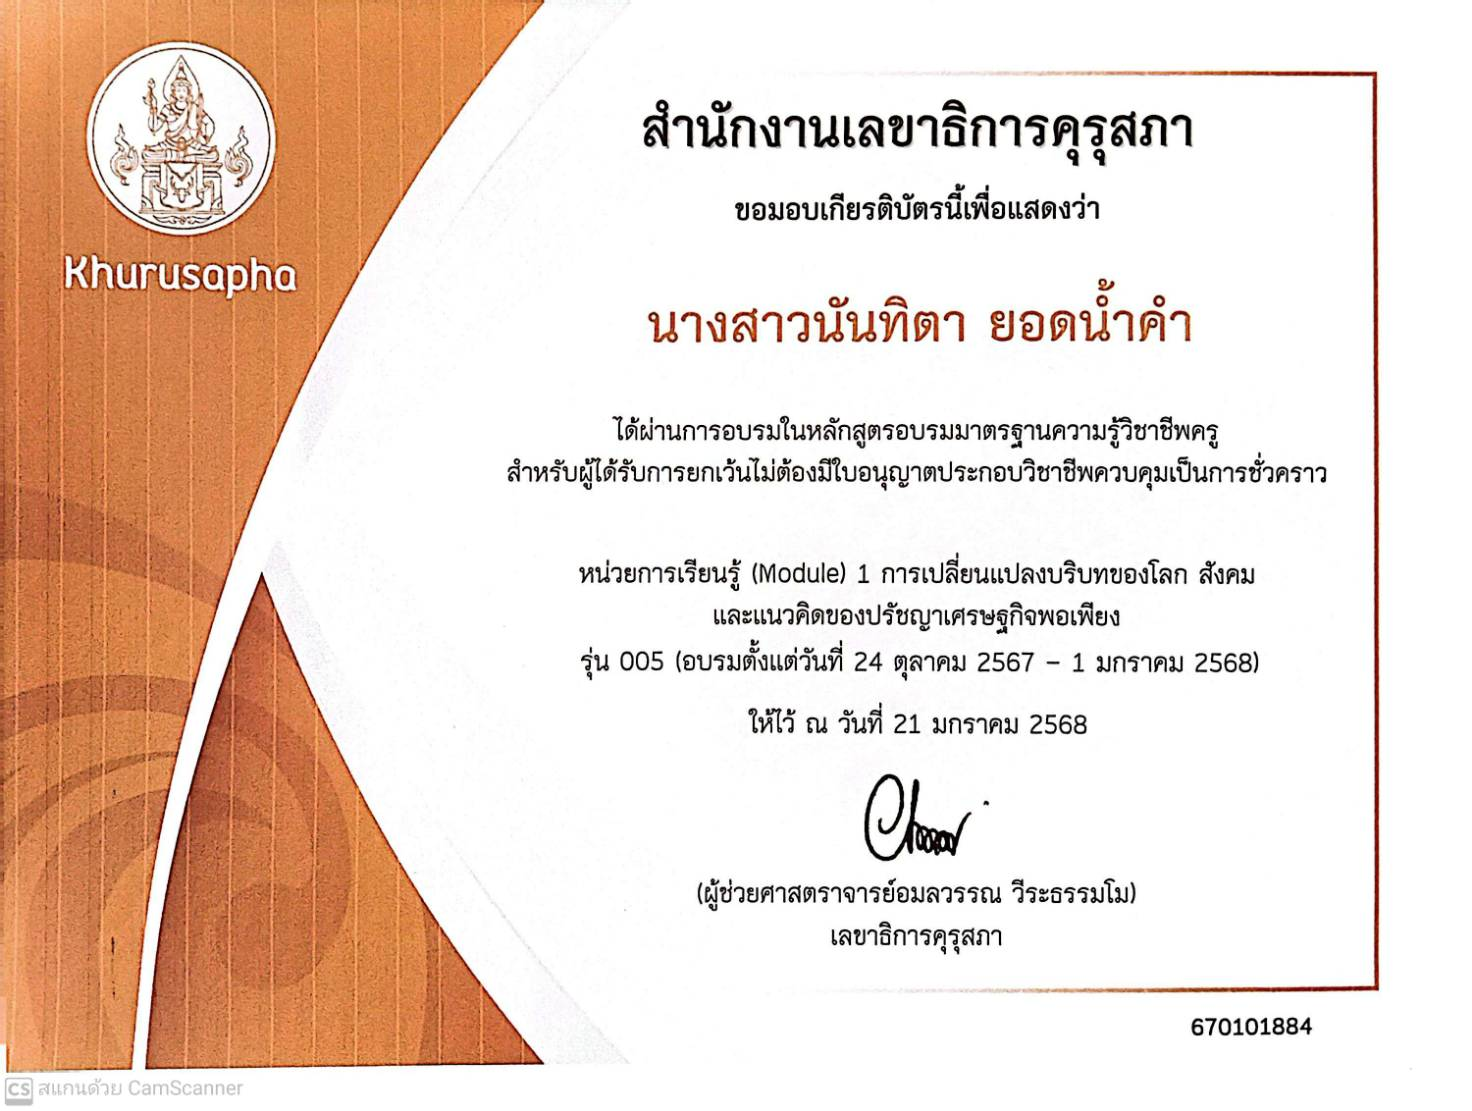 Khurusapha
สำนักงานเลขาธิการคุรุสภา
ขอมอบเกียรติบัตรนี้เพื่อแสดงว่า
นางสาวนันทิตา ยอดน้ำคำ
ได้ผ่านการอบรมในหลักสูตรอบรมมาตรฐานความรู้วิชาชีพครู
สำหรับผู้ได้รับการยกเว้นไม่ต้องมีใบอนุญาตประกอบวิชาชีพควบคุมเป็นการชั่วคราว
หน่วยการเรียนรู้ (Module) 1 การเปลี่ยนแปลงบริบทของโลก สังคม
และแนวคิดของปรัชญาเศรษฐกิจพอเพียง
รุ่น 005 (อบรมตั้งแต่วันที่ 24 ตุลาคม 2567 – 1 มกราคม 2568)
ให้ไว้ ณ วันที่ 21 มกราคม 2568
(ผู้ช่วยศาสตราจารย์อมลวรรณ วีระธรรมโม)
เลขาธิการคุรุสภา
670101884
CS สแกนด้วย CamScanner